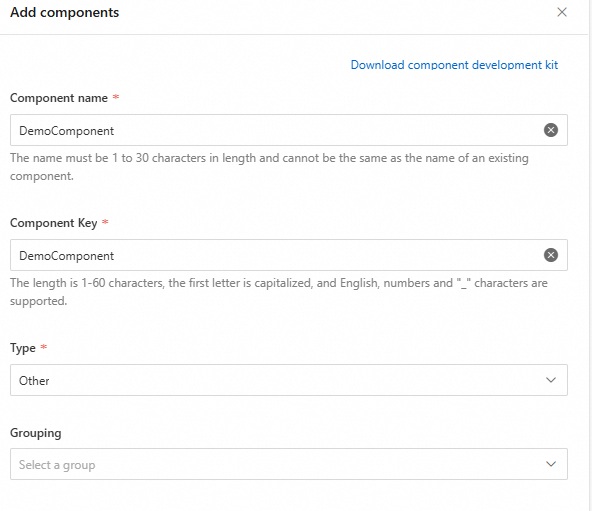 Add components
Download component development kit
Component name *
DemoComponent
The name must be 1 to 30 characters in length and cannot be the same as the name of an existing
component.
Component Key *
DemoComponent
The length is 1-60 characters, the first letter is capitalized, and English, numbers and "_" characters are
supported.
Type *
Other
Grouping
Select a group